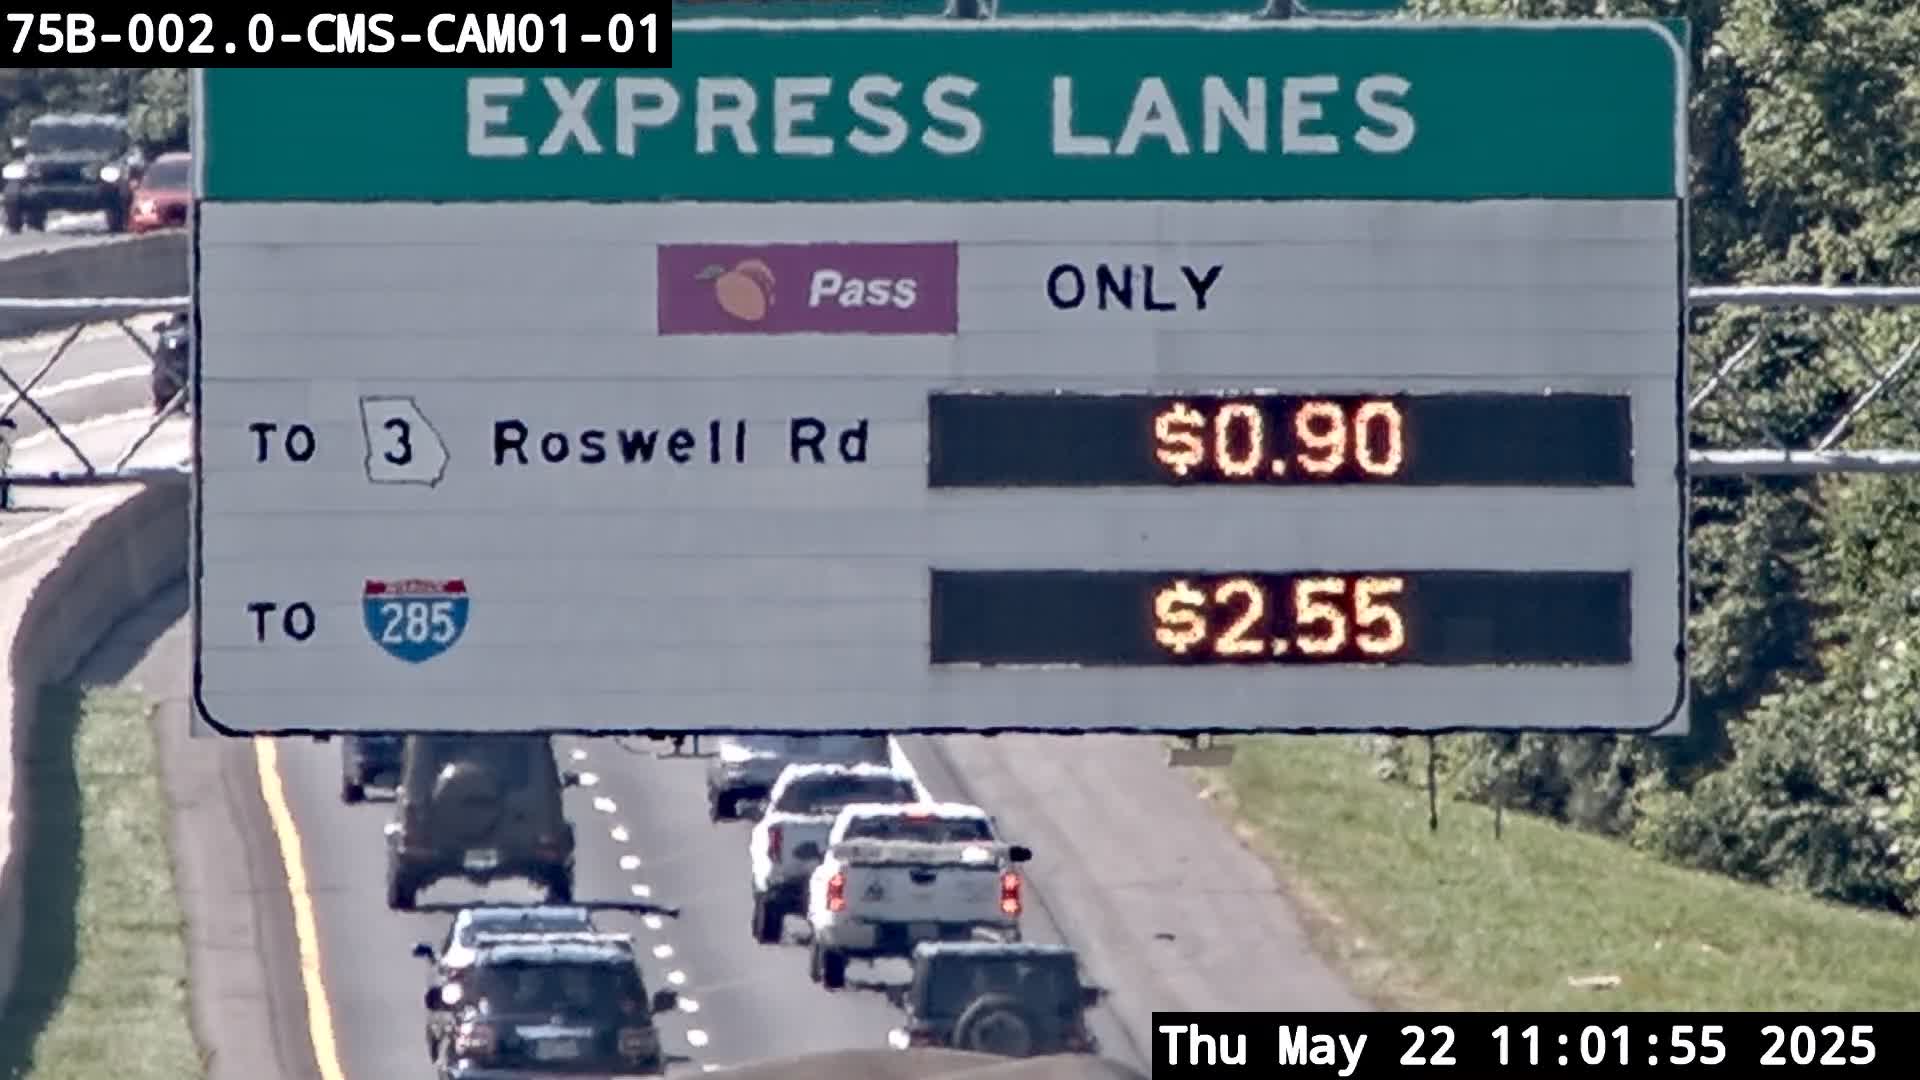 75B-002.0-CMS-CAM01-01
EXPRESS LANES
Pass ONLY
TO 3 Roswell Rd $0.90
TO 285 $2.55
Thu May 22 11:01:55 2025